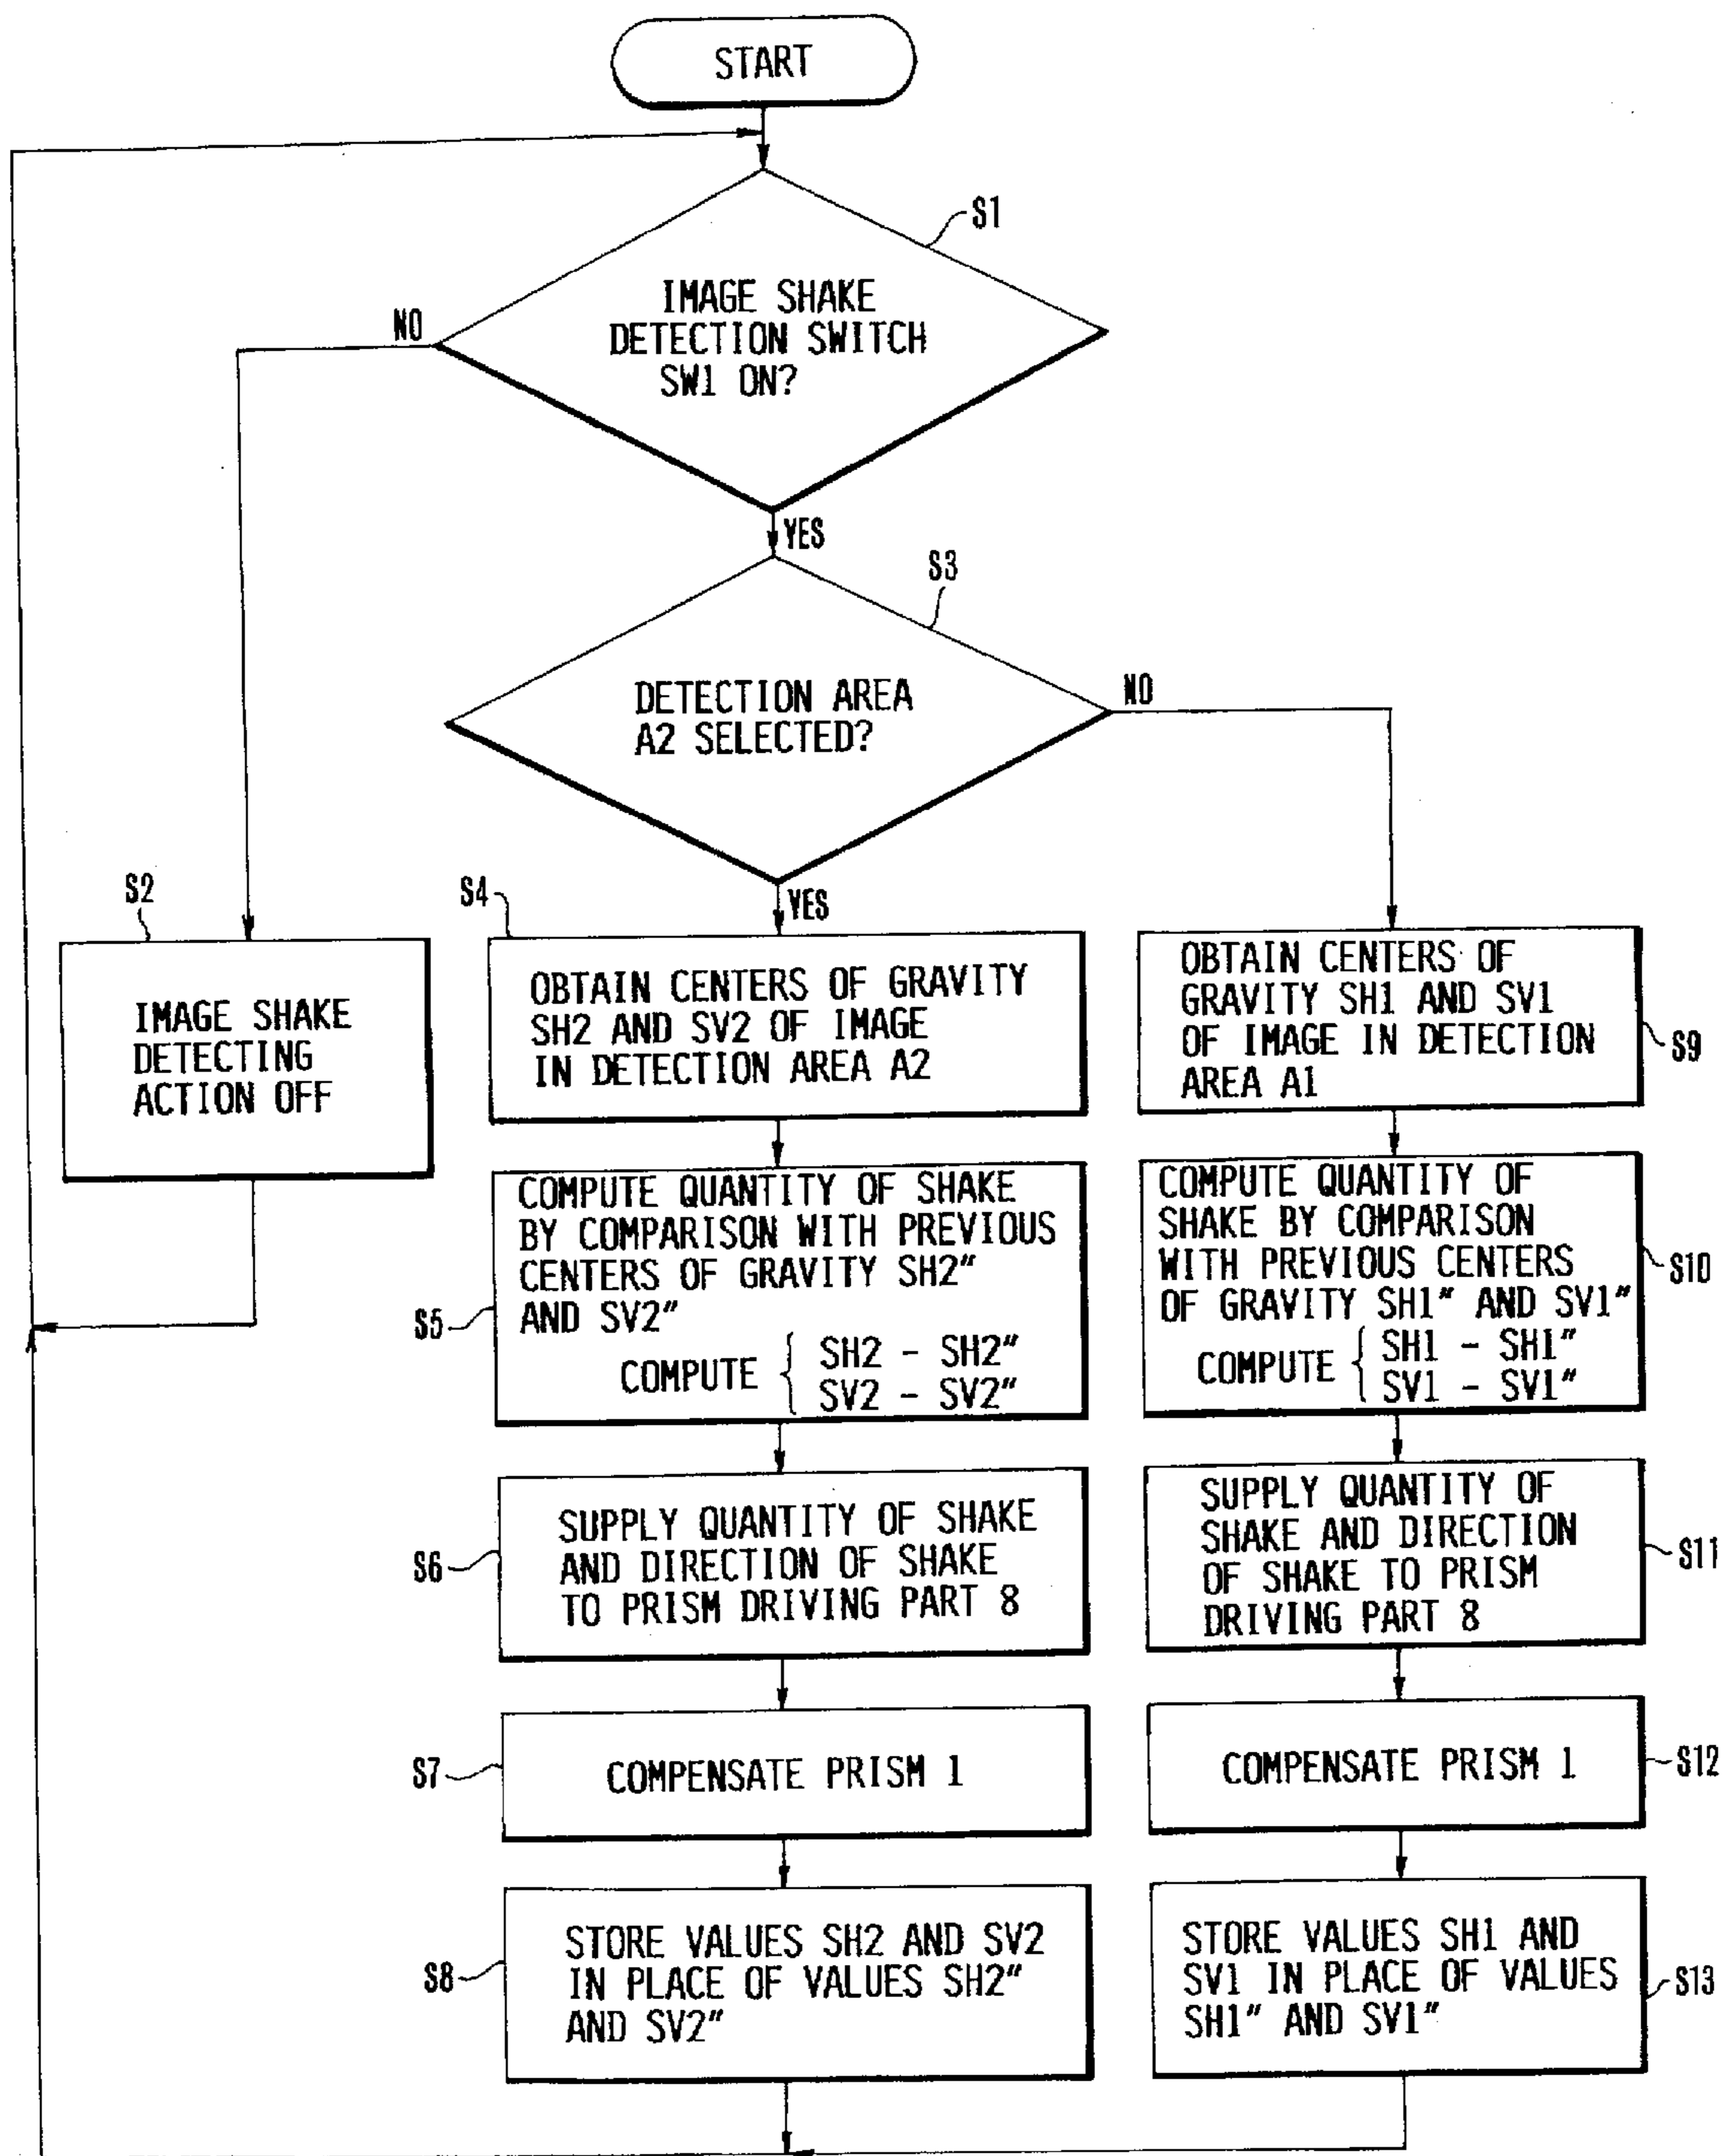 START
S1
IMAGE SHAKE
DETECTION SWITCH
SW1 ON?
NO
YES
S3
DETECTION AREA
A2 SELECTED?
NO
YES
S2
IMAGE SHAKE
DETECTING
ACTION OFF
S4
OBTAIN CENTERS OF GRAVITY
SH2 AND SV2 OF IMAGE
IN DETECTION AREA A2
OBTAIN CENTERS OF
GRAVITY SH1 AND SV1
OF IMAGE IN DETECTION
AREA A1
S9
COMPUTE QUANTITY OF SHAKE
BY COMPARISON WITH PREVIOUS
CENTERS OF GRAVITY SH2"
AND SV2"
COMPUTE { SH2 - SH2"
SV2 - SV2"
S5
COMPUTE QUANTITY OF
SHAKE BY COMPARISON
WITH PREVIOUS CENTERS
OF GRAVITY SH1" AND SV1"
COMPUTE { SH1 - SH1"
SV1 - SV1"
S10
S6
SUPPLY QUANTITY OF SHAKE
AND DIRECTION OF SHAKE
TO PRISM DRIVING PART 8
SUPPLY QUANTITY OF
SHAKE AND DIRECTION
OF SHAKE TO PRISM
DRIVING PART 8
S11
S7
COMPENSATE PRISM 1
COMPENSATE PRISM 1
S12
S8
STORE VALUES SH2 AND SV2
IN PLACE OF VALUES SH2"
AND SV2"
STORE VALUES SH1 AND
SV1 IN PLACE OF VALUES
SH1" AND SV1"
S13